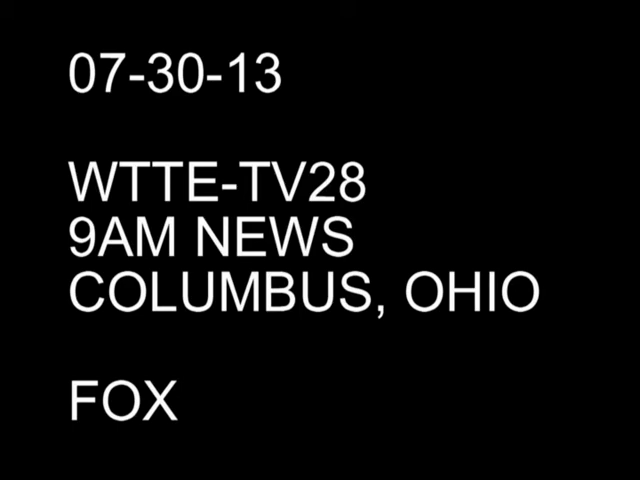 07-30-13
WTTE-TV28
9AM NEWS
COLUMBUS, OHIO
FOX